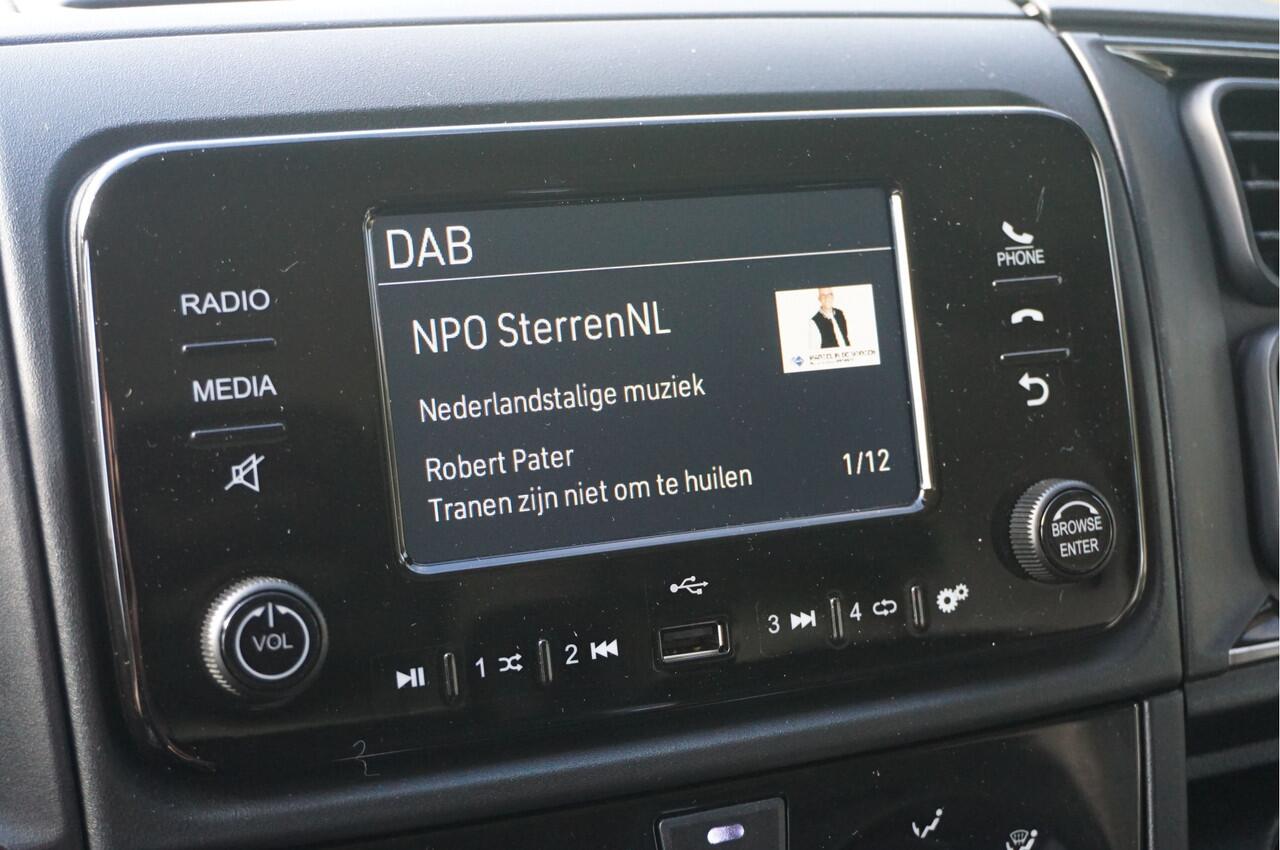 DAB
NPO SterrenNL
Nederlandstalige muziek
Robert Pater
Tranen zijn niet om te huilen
1/12
RADIO
MEDIA
VOL
PHONE
BROWSE
ENTER
1
2
3
4